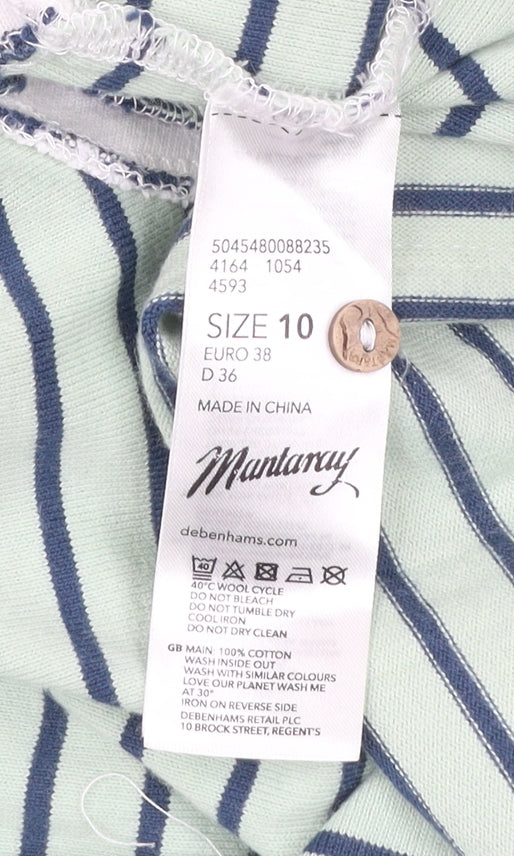 5045480088235
4164 1054
4593
SIZE 10
EURO 38
D 36
MADE IN CHINA
Mantaray
debenhams.com
40
40°C WOOL CYCLE
DO NOT BLEACH
DO NOT TUMBLE DRY
COOL IRON
DO NOT DRY CLEAN
GB MAIN: 100% COTTON
WASH INSIDE OUT
WASH WITH SIMILAR COLOURS
LOVE OUR PLANET WASH ME
AT 30°
IRON ON REVERSE SIDE
DEBENHAMS RETAIL PLC
10 BROCK STREET, REGENT'S